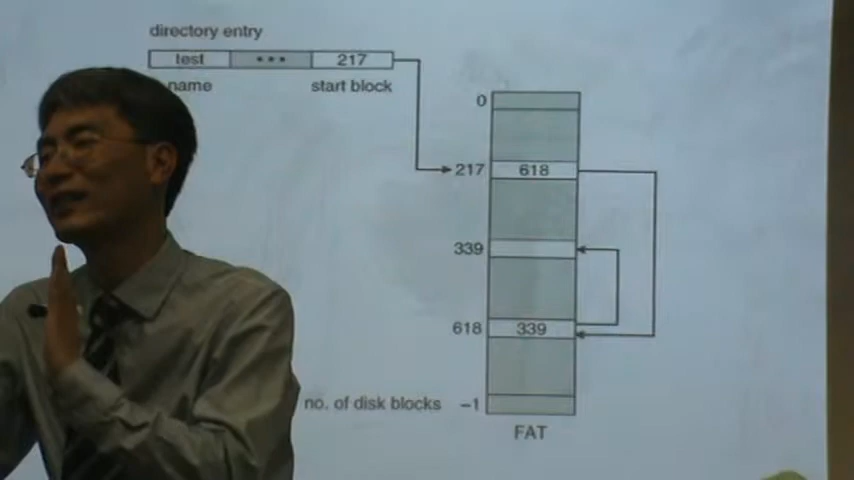 directory entry
test ••• 217
name start block
0
217 618
339
618 339
no. of disk blocks –1
FAT